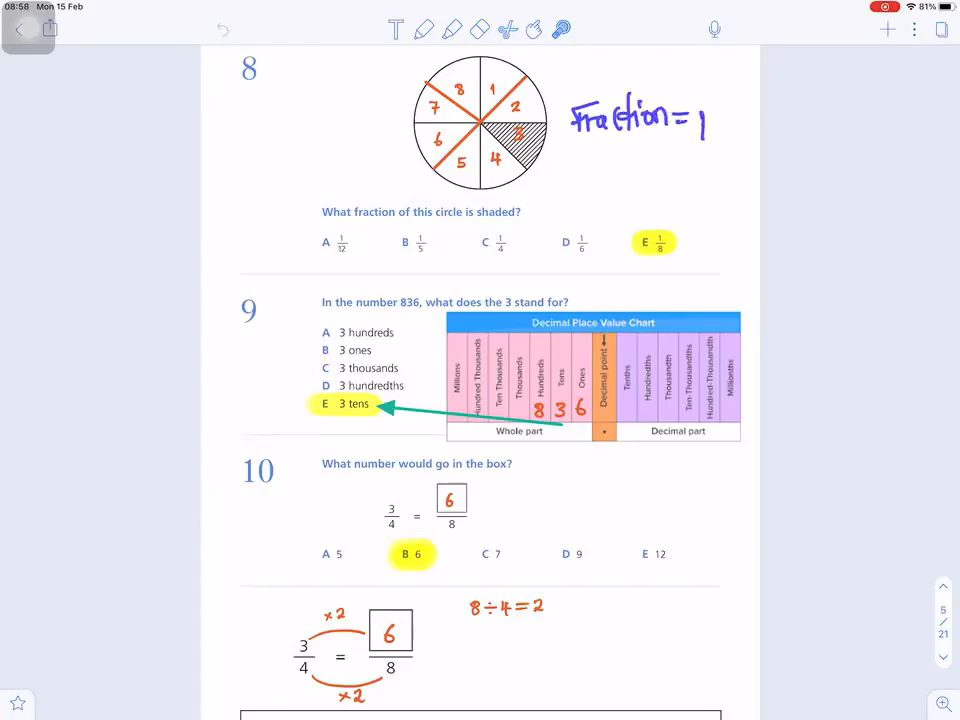 08:58 Mon 15 Feb
81%
T
8
8 1
7 2
6 3
5 4
Fraction = 1
What fraction of this circle is shaded?
A 1/12 B 1/5 C 1/4 D 1/6 E 1/8
9
In the number 836, what does the 3 stand for?
A 3 hundreds
B 3 ones
C 3 thousands
D 3 hundredths
E 3 tens
Decimal Place Value Chart
Millions
Hundred Thousands
Ten Thousands
Thousands
Hundreds
Tens
Ones
Decimal point
Tenths
Hundredths
Thousandth
Ten-Thousandths
Hundred-Thousandth
Millionths
8 3 6
Whole part • Decimal part
10
What number would go in the box?
3/4 = 6/8
A 5 B 6 C 7 D 9 E 12
×2
8÷4=2
3/4 = 6/8
×2
5
/
21